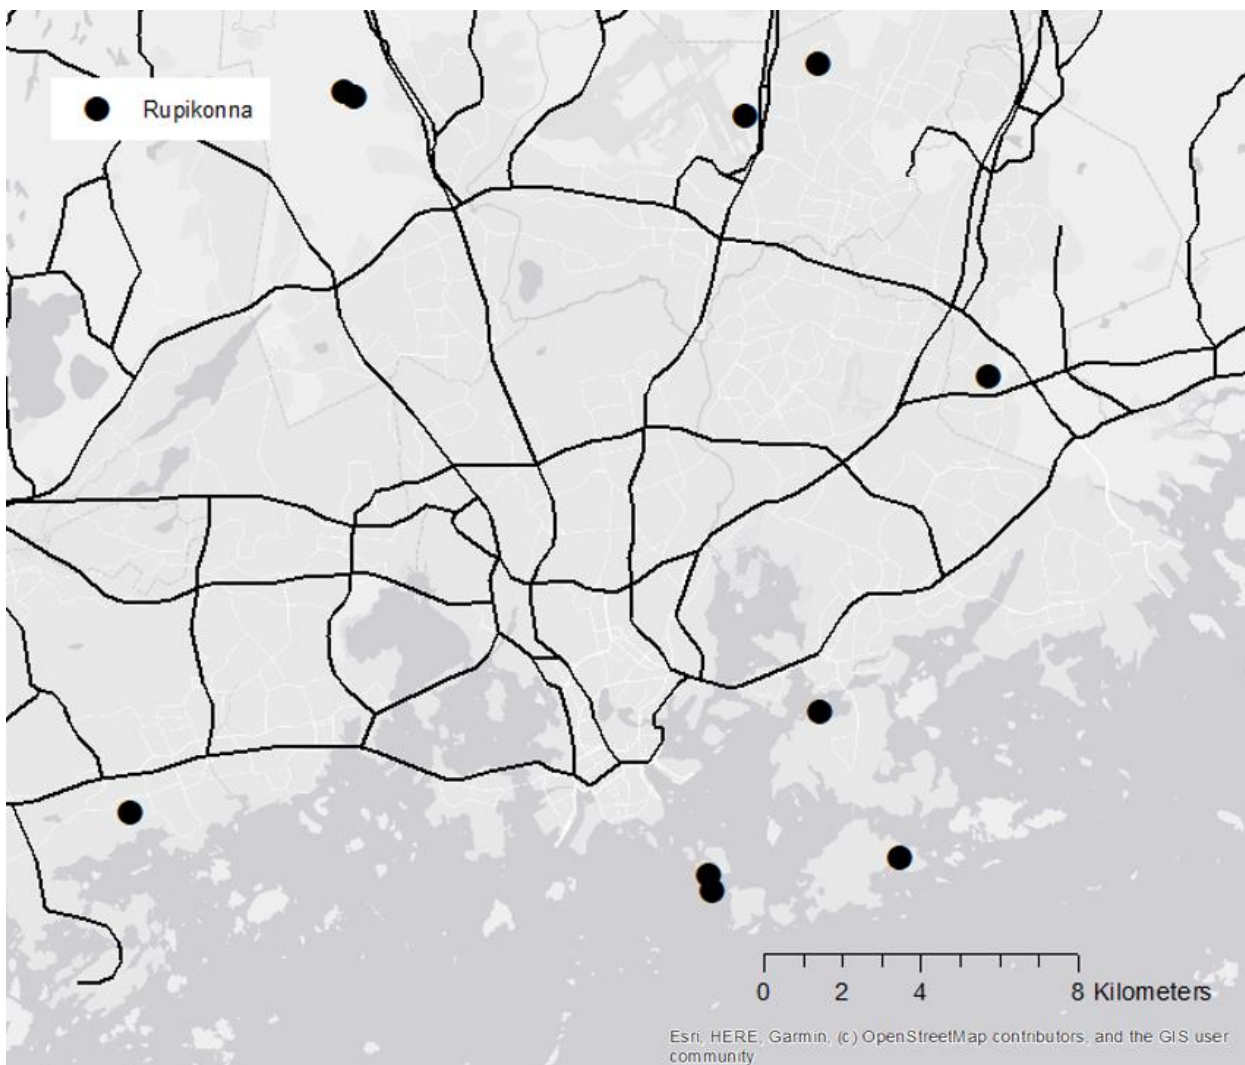 Rupikonna
0 2 4 8 Kilometers
Esri, HERE, Garmin, (c) OpenStreetMap contributors, and the GIS user
community